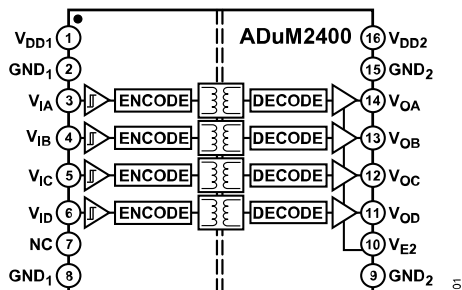 ADuM2400
VDD1 1 16 VDD2
GND1 2 15 GND2
VIA 3 ENCODE DECODE 14 VOA
VIB 4 ENCODE DECODE 13 VOB
VIC 5 ENCODE DECODE 12 VOC
VID 6 ENCODE DECODE 11 VOD
NC 7 10 VE2
GND1 8 9 GND2
01